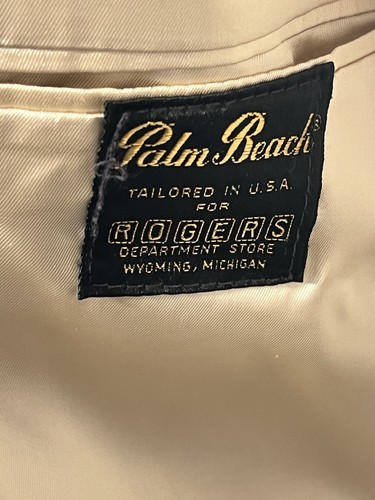 Palm Beach®
TAILORED IN U.S.A.
FOR
ROGERS
DEPARTMENT STORE
WYOMING, MICHIGAN